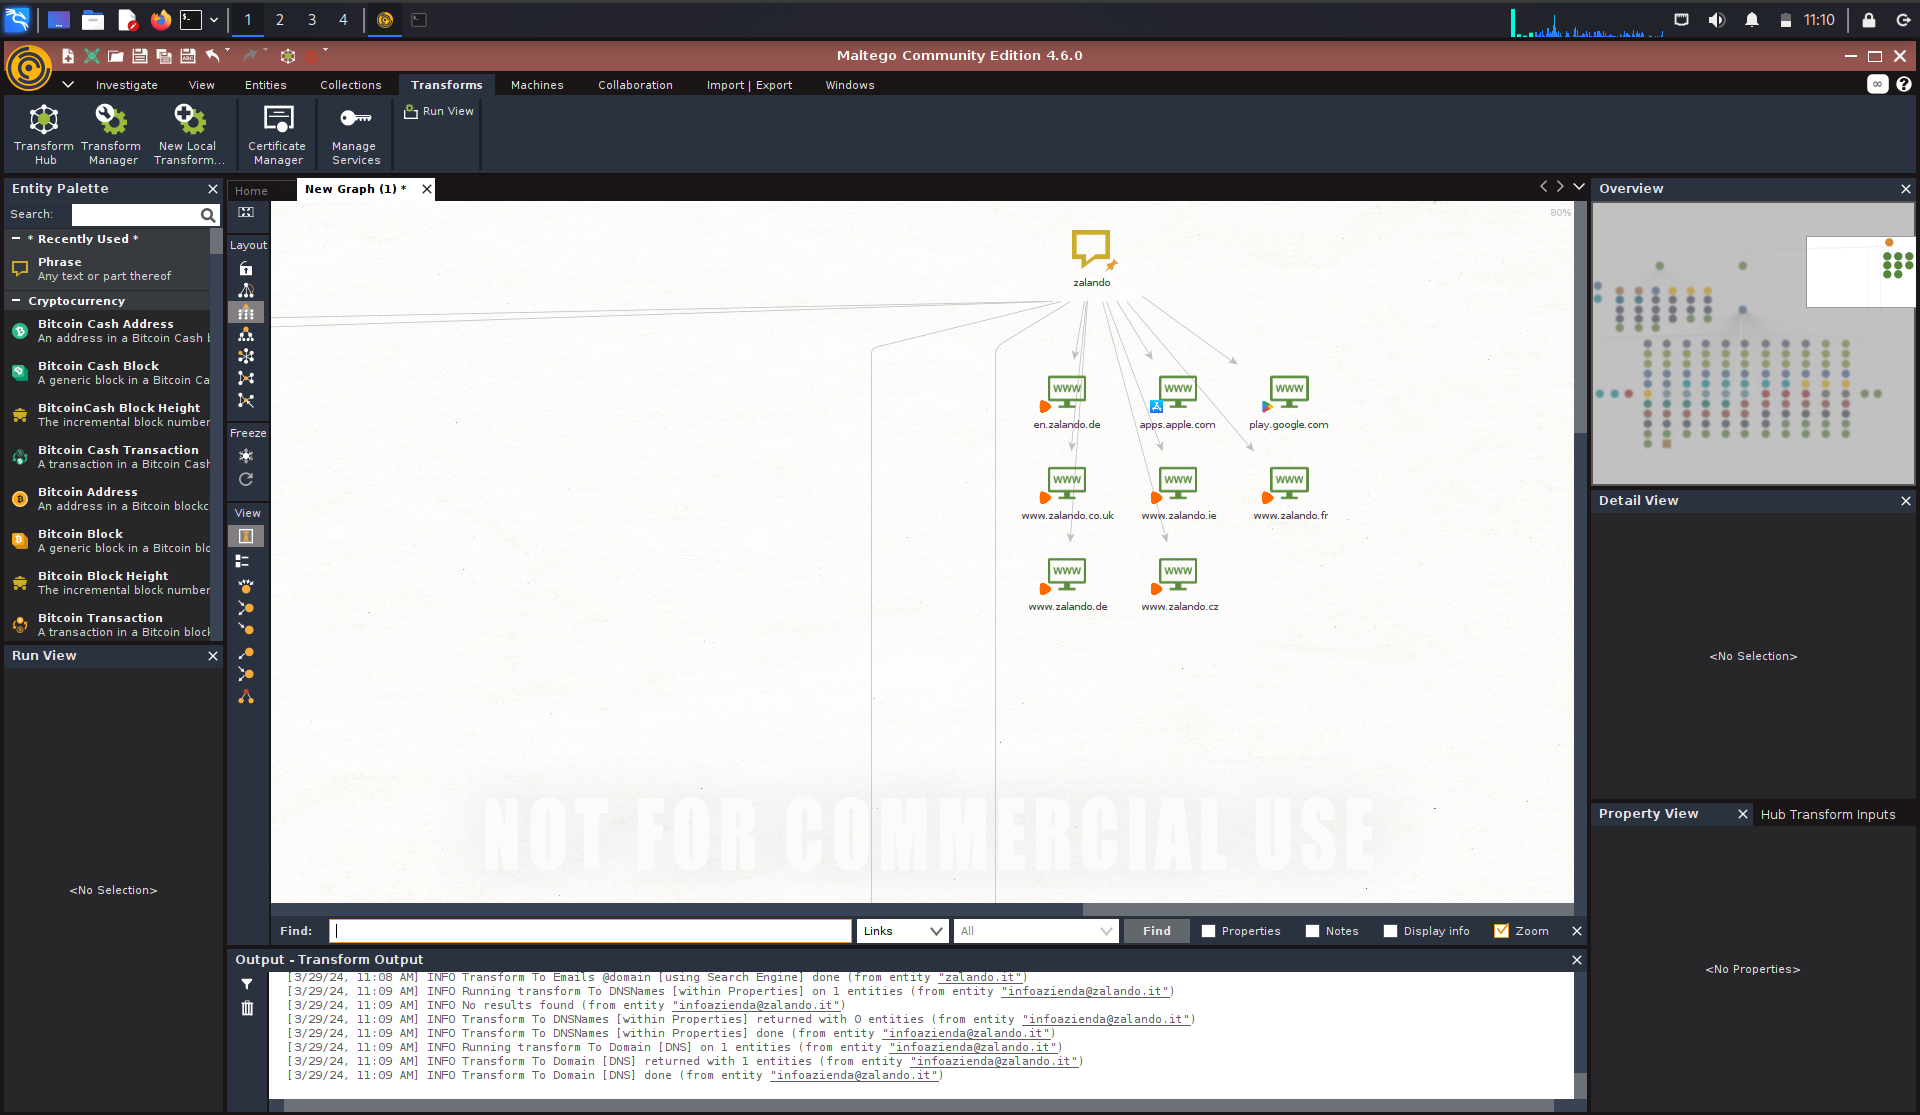 1 2 3 4 11:10
Maltego Community Edition 4.6.0
Investigate View Entities Collections Transforms Machines Collaboration Import | Export Windows
Transform Hub
Transform Manager
New Local Transform...
Certificate Manager
Manage Services
Run View
Entity Palette
Search:
* Recently Used *
Phrase
Any text or part thereof
Cryptocurrency
Bitcoin Cash Address
An address in a Bitcoin Cash b
Bitcoin Cash Block
A generic block in a Bitcoin Ca
BitcoinCash Block Height
The incremental block number
Bitcoin Cash Transaction
A transaction in a Bitcoin Cash
Bitcoin Address
An address in a Bitcoin blockc
Bitcoin Block
A generic block in a Bitcoin blo
Bitcoin Block Height
The incremental block number
Bitcoin Transaction
A transaction in a Bitcoin block
Run View
<No Selection>
Home New Graph (1) *
Layout
Freeze
View
80%
zalando
WWW WWW WWW
en.zalando.de apps.apple.com play.google.com
WWW WWW WWW
www.zalando.co.uk www.zalando.ie www.zalando.fr
WWW WWW
www.zalando.de www.zalando.cz
NOT FOR COMMERCIAL USE
Find: Links All Find Properties Notes Display info Zoom
Output - Transform Output
[3/29/24, 11:08 AM] INFO Transform To Emails @domain [using Search Engine] done (from entity "zalando.it")
[3/29/24, 11:09 AM] INFO Running transform To DNSNames [within Properties] on 1 entities (from entity "infoazienda@zalando.it")
[3/29/24, 11:09 AM] INFO No results found (from entity "infoazienda@zalando.it")
[3/29/24, 11:09 AM] INFO Transform To DNSNames [within Properties] returned with 0 entities (from entity "infoazienda@zalando.it")
[3/29/24, 11:09 AM] INFO Transform To DNSNames [within Properties] done (from entity "infoazienda@zalando.it")
[3/29/24, 11:09 AM] INFO Running transform To Domain [DNS] on 1 entities (from entity "infoazienda@zalando.it")
[3/29/24, 11:09 AM] INFO Transform To Domain [DNS] returned with 1 entities (from entity "infoazienda@zalando.it")
[3/29/24, 11:09 AM] INFO Transform To Domain [DNS] done (from entity "infoazienda@zalando.it")
Overview
Detail View
<No Selection>
Property View Hub Transform Inputs
<No Properties>